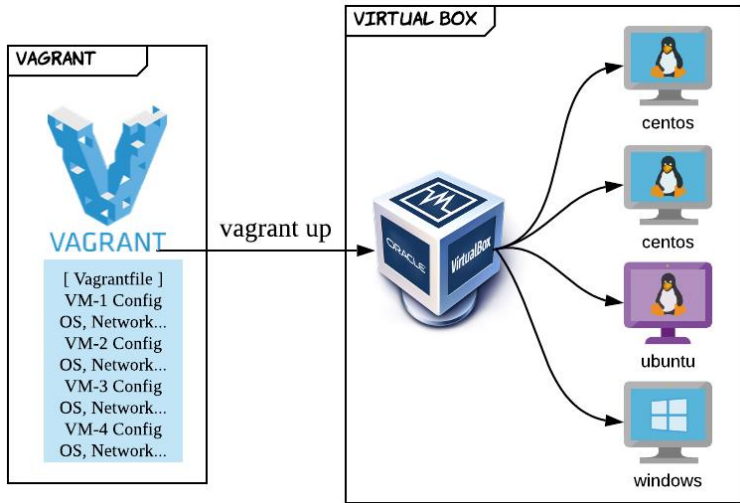 VAGRANT
VAGRANT
[ Vagrantfile ]
VM-1 Config
OS, Network...
VM-2 Config
OS, Network...
VM-3 Config
OS, Network...
VM-4 Config
OS, Network...
vagrant up
VIRTUAL BOX
ORACLE
VirtualBox
centos
centos
ubuntu
windows